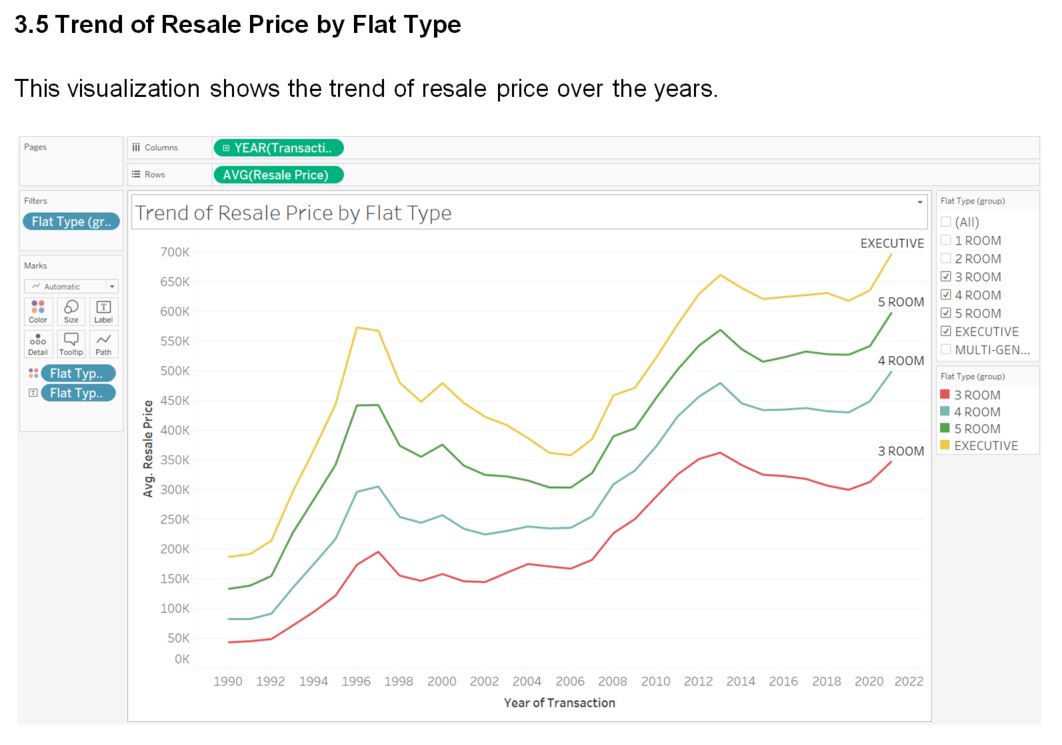 3.5 Trend of Resale Price by Flat Type
This visualization shows the trend of resale price over the years.
Pages
Columns
YEAR(Transacti..
Rows
AVG(Resale Price)
Filters
Flat Type (gr..
Marks
Automatic
Color
Size
Label
Detail
Tooltip
Path
Flat Typ..
Flat Typ..
Trend of Resale Price by Flat Type
Avg. Resale Price
700K
650K
600K
550K
500K
450K
400K
350K
300K
250K
200K
150K
100K
50K
0K
EXECUTIVE
5 ROOM
4 ROOM
3 ROOM
1990 1992 1994 1996 1998 2000 2002 2004 2006 2008 2010 2012 2014 2016 2018 2020 2022
Year of Transaction
Flat Type (group)
(All)
1 ROOM
2 ROOM
3 ROOM
4 ROOM
5 ROOM
EXECUTIVE
MULTI-GEN...
Flat Type (group)
3 ROOM
4 ROOM
5 ROOM
EXECUTIVE